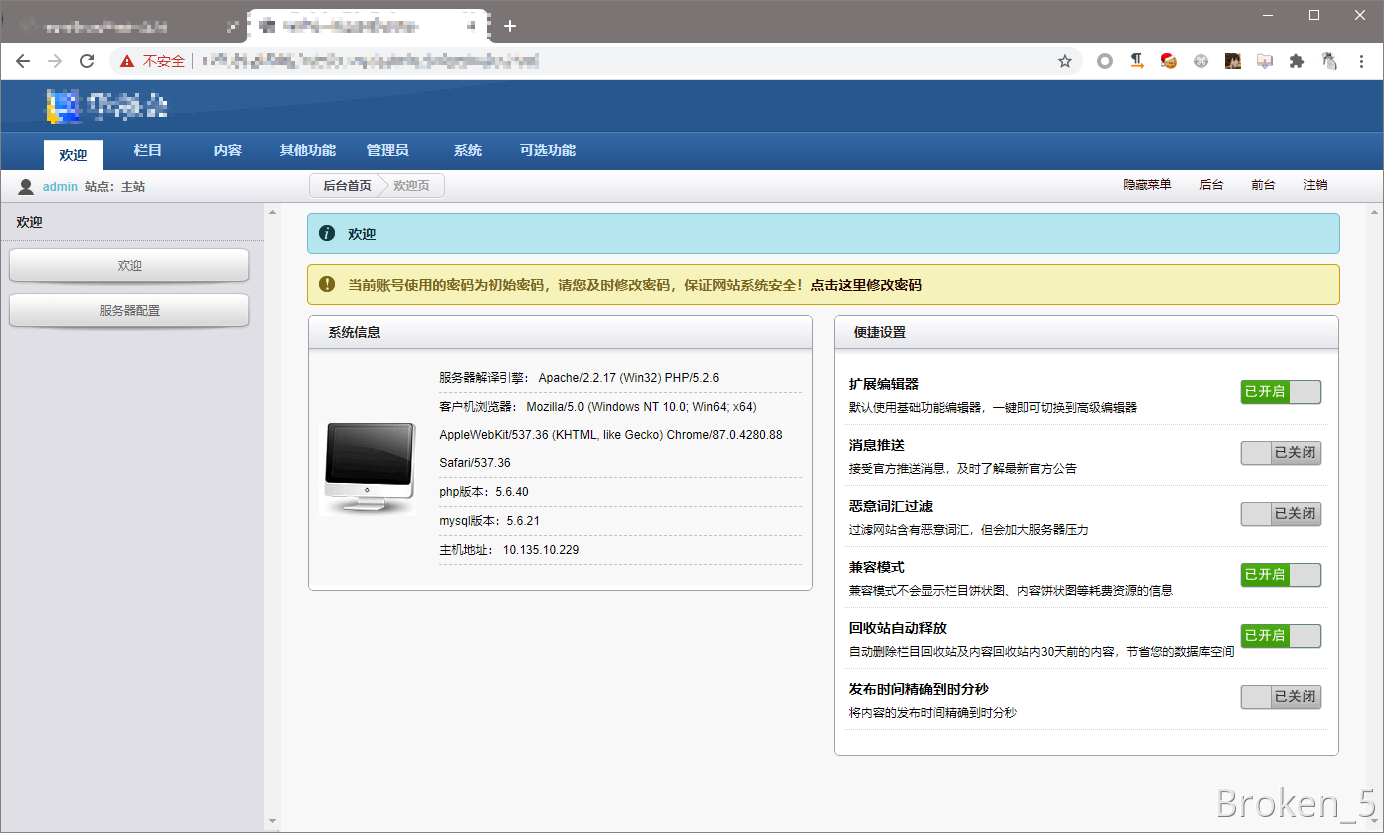 不安全
欢迎
栏目
内容
其他功能
管理员
系统
可选功能
admin 站点：主站
后台首页 欢迎页
隐藏菜单 后台 前台 注销
欢迎
欢迎
服务器配置
欢迎
当前账号使用的密码为初始密码，请您及时修改密码，保证网站系统安全！点击这里修改密码
系统信息
服务器解译引擎： Apache/2.2.17 (Win32) PHP/5.2.6
客户机浏览器： Mozilla/5.0 (Windows NT 10.0; Win64; x64)
AppleWebKit/537.36 (KHTML, like Gecko) Chrome/87.0.4280.88
Safari/537.36
php版本：5.6.40
mysql版本：5.6.21
主机地址： 10.135.10.229
便捷设置
扩展编辑器
默认使用基础功能编辑器，一键即可切换到高级编辑器
已开启
消息推送
接受官方推送消息，及时了解最新官方公告
已关闭
恶意词汇过滤
过滤网站含有恶意词汇，但会加大服务器压力
已关闭
兼容模式
兼容模式不会显示栏目饼状图、内容饼状图等耗费资源的信息
已开启
回收站自动释放
自动删除栏目回收站及内容回收站内30天前的内容，节省您的数据库空间
已开启
发布时间精确到时分秒
将内容的发布时间精确到时分秒
已关闭
Broken_5